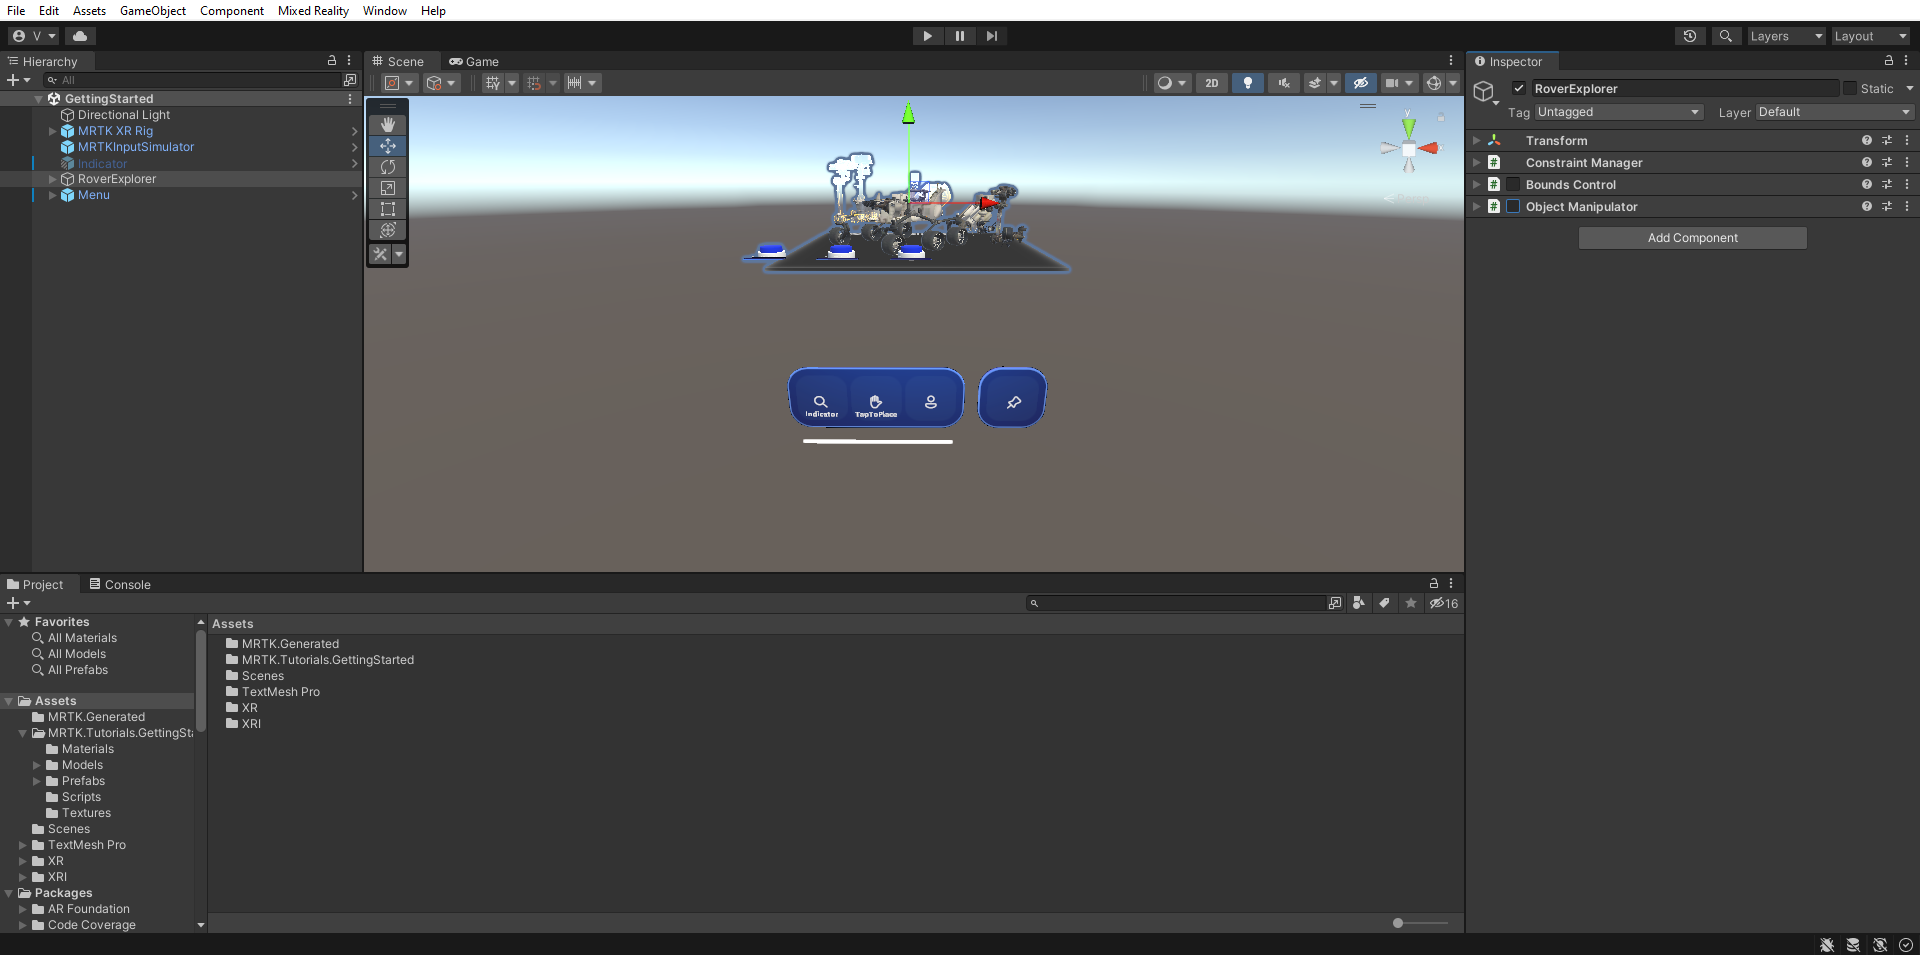 File Edit Assets GameObject Component Mixed Reality Window Help
V
Layers
Layout
Hierarchy
All
GettingStarted
Directional Light
MRTK XR Rig
MRTKInputSimulator
Indicator
RoverExplorer
Menu
Scene
Game
2D
y
Indicator
TapToPlace
Inspector
RoverExplorer
Static
Tag Untagged
Layer Default
Transform
Constraint Manager
Bounds Control
Object Manipulator
Add Component
Project
Console
16
Favorites
All Materials
All Models
All Prefabs
Assets
MRTK.Generated
MRTK.Tutorials.GettingSta
Materials
Models
Prefabs
Scripts
Textures
Scenes
TextMesh Pro
XR
XRI
Packages
AR Foundation
Code Coverage
Assets
MRTK.Generated
MRTK.Tutorials.GettingStarted
Scenes
TextMesh Pro
XR
XRI